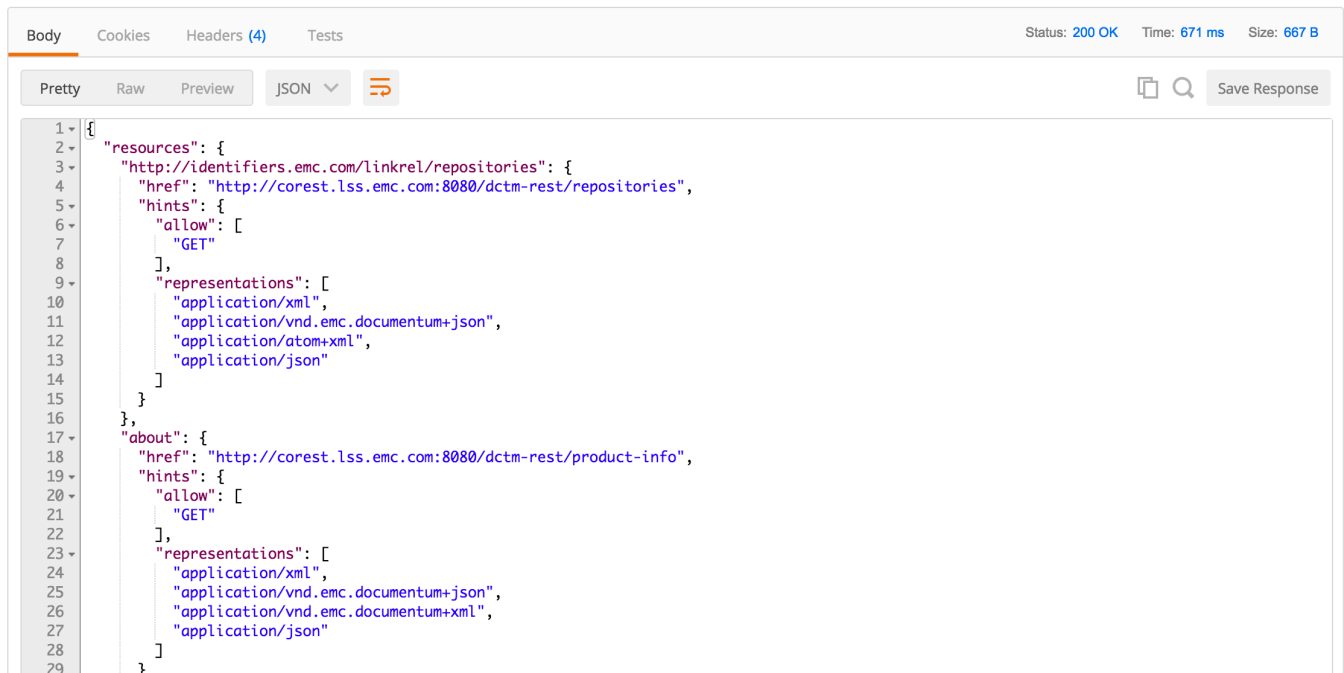 Body Cookies Headers (4) Tests Status: 200 OK Time: 671 ms Size: 667 B
Pretty Raw Preview JSON Save Response
1 {
2 "resources": {
3 "http://identifiers.emc.com/linkrel/repositories": {
4 "href": "http://corest.lss.emc.com:8080/dctm-rest/repositories",
5 "hints": {
6 "allow": [
7 "GET"
8 ],
9 "representations": [
10 "application/xml",
11 "application/vnd.emc.documentum+json",
12 "application/atom+xml",
13 "application/json"
14 ]
15 }
16 },
17 "about": {
18 "href": "http://corest.lss.emc.com:8080/dctm-rest/product-info",
19 "hints": {
20 "allow": [
21 "GET"
22 ],
23 "representations": [
24 "application/xml",
25 "application/vnd.emc.documentum+json",
26 "application/vnd.emc.documentum+xml",
27 "application/json"
28 ]
29 }